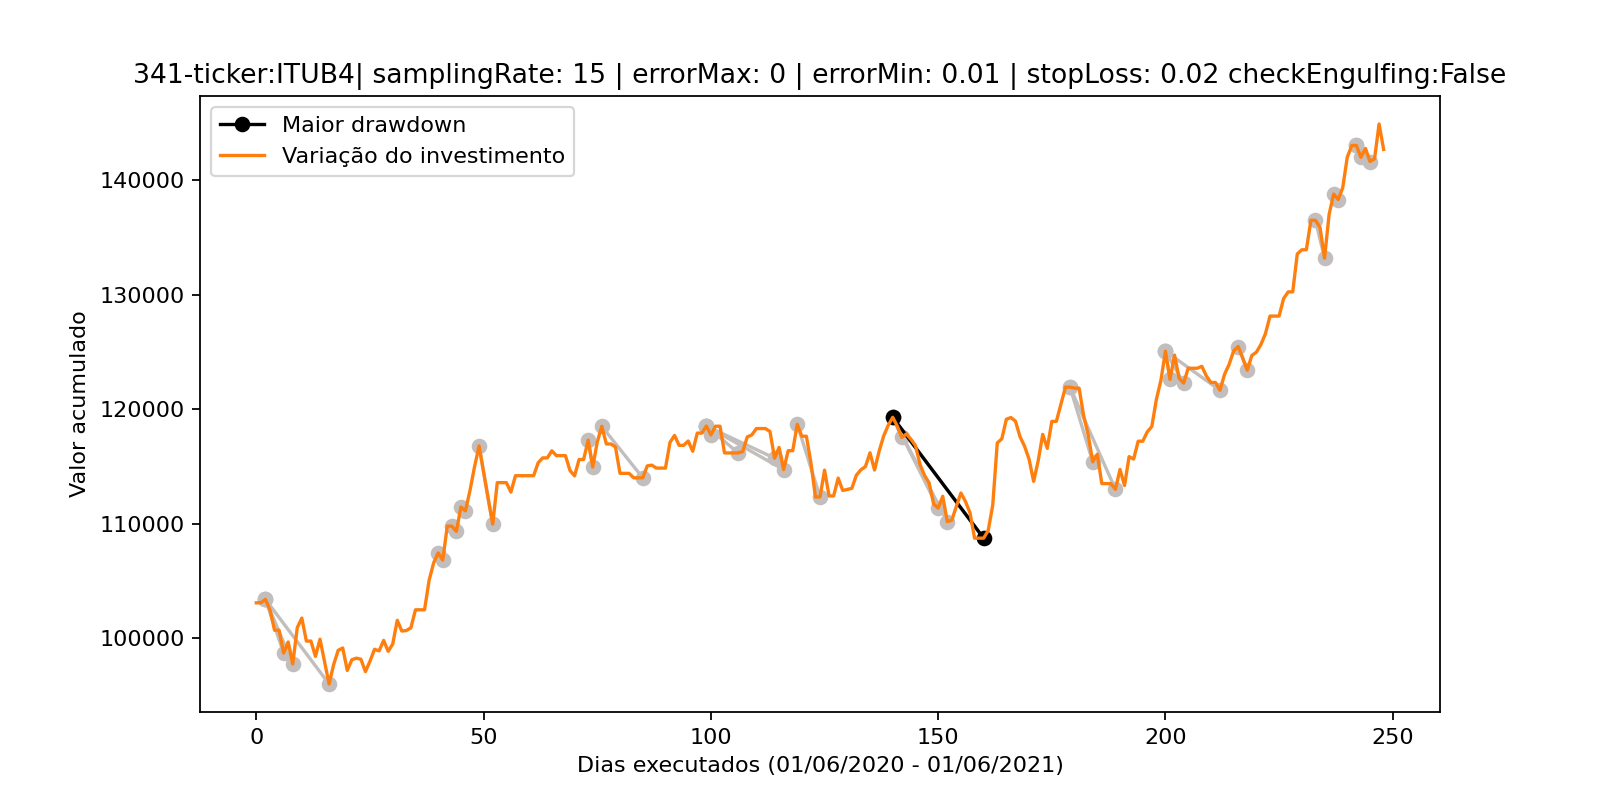 341-ticker:ITUB4| samplingRate: 15 | errorMax: 0 | errorMin: 0.01 | stopLoss: 0.02 checkEngulfing:False
Maior drawdown
Variação do investimento
140000
130000
120000
110000
100000
Valor acumulado
0 50 100 150 200 250
Dias executados (01/06/2020 - 01/06/2021)